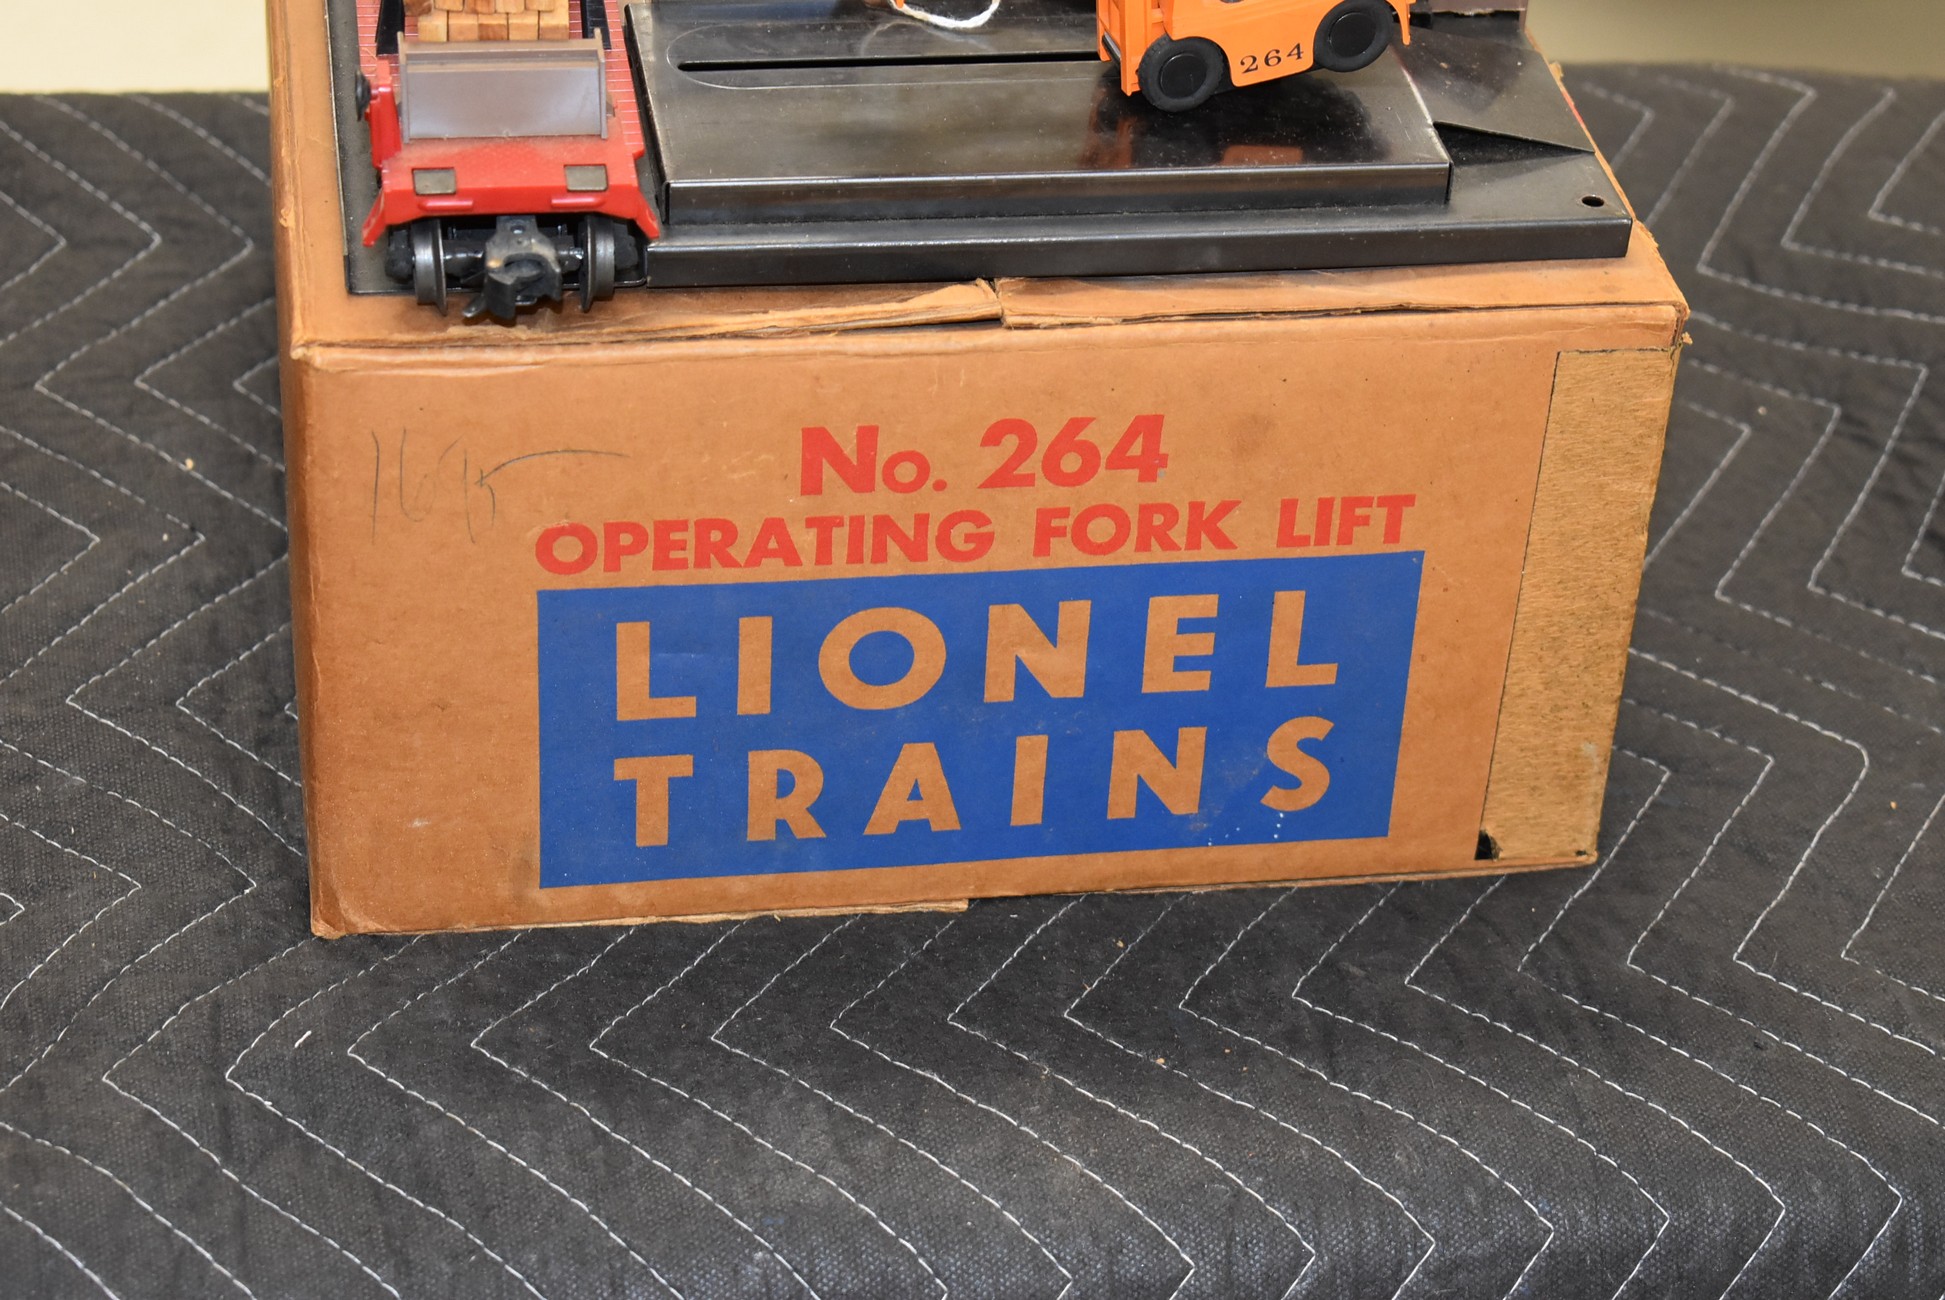 264
No. 264
OPERATING FORK LIFT
LIONEL
TRAINS